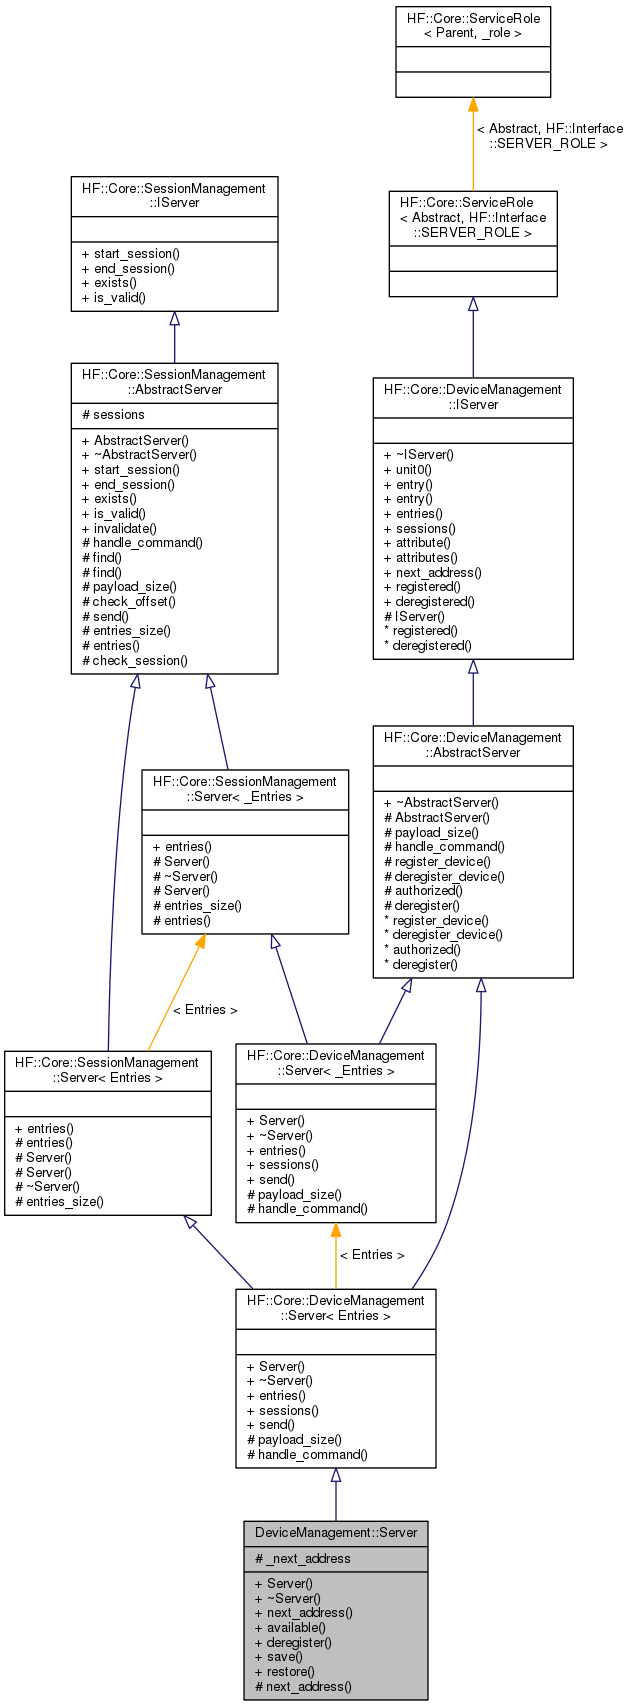 HF::Core::ServiceRole
< Parent, _role >
< Abstract, HF::Interface
::SERVER_ROLE >
HF::Core::SessionManagement
::IServer
+ start_session()
+ end_session()
+ exists()
+ is_valid()
HF::Core::ServiceRole
< Abstract, HF::Interface
::SERVER_ROLE >
HF::Core::SessionManagement
::AbstractServer
# sessions
+ AbstractServer()
+ ~AbstractServer()
+ start_session()
+ end_session()
+ exists()
+ is_valid()
+ invalidate()
# handle_command()
# find()
# find()
# payload_size()
# check_offset()
# send()
# entries_size()
# entries()
# check_session()
HF::Core::DeviceManagement
::IServer
+ ~IServer()
+ unit0()
+ entry()
+ entry()
+ entries()
+ sessions()
+ attribute()
+ attributes()
+ next_address()
+ registered()
+ deregistered()
# IServer()
* registered()
* deregistered()
HF::Core::DeviceManagement
::AbstractServer
+ ~AbstractServer()
# AbstractServer()
# payload_size()
# handle_command()
# register_device()
# deregister_device()
# authorized()
# deregister()
* register_device()
* deregister_device()
* authorized()
* deregister()
HF::Core::SessionManagement
::Server< _Entries >
+ entries()
# Server()
# ~Server()
# Server()
# entries_size()
# entries()
< Entries >
HF::Core::SessionManagement
::Server< Entries >
+ entries()
# entries()
# Server()
# Server()
# ~Server()
# entries_size()
HF::Core::DeviceManagement
::Server< _Entries >
+ Server()
+ ~Server()
+ entries()
+ sessions()
+ send()
# payload_size()
# handle_command()
< Entries >
HF::Core::DeviceManagement
::Server< Entries >
+ Server()
+ ~Server()
+ entries()
+ sessions()
+ send()
# payload_size()
# handle_command()
DeviceManagement::Server
# _next_address
+ Server()
+ ~Server()
+ next_address()
+ available()
+ deregister()
+ save()
+ restore()
# next_address()